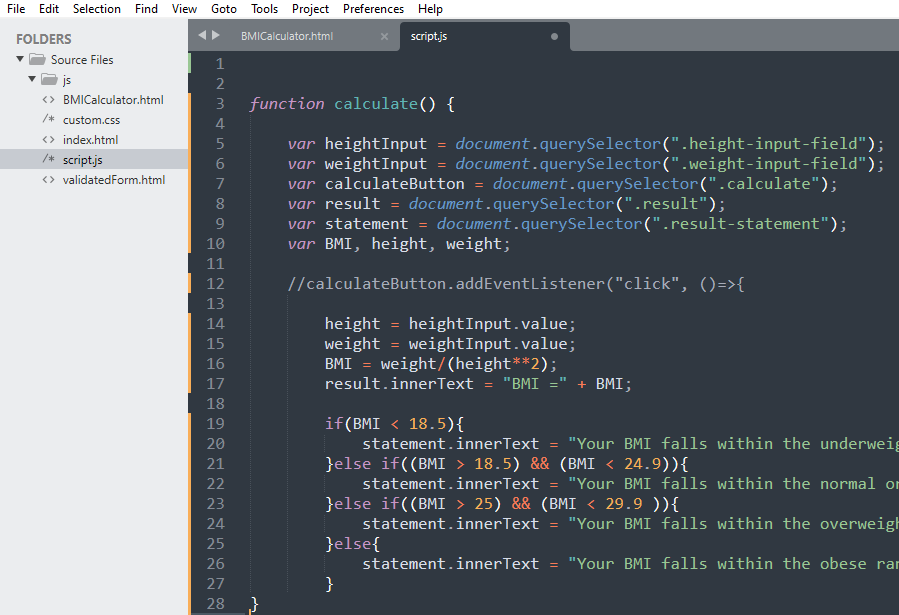 File Edit Selection Find View Goto Tools Project Preferences Help
FOLDERS
Source Files
js
BMICalculator.html
custom.css
index.html
script.js
validatedForm.html
BMICalculator.html × script.js
1
2
3 function calculate() {
4
5 var heightInput = document.querySelector(".height-input-field");
6 var weightInput = document.querySelector(".weight-input-field");
7 var calculateButton = document.querySelector(".calculate");
8 var result = document.querySelector(".result");
9 var statement = document.querySelector(".result-statement");
10 var BMI, height, weight;
11
12 //calculateButton.addEventListener("click", ()=>{
13
14 height = heightInput.value;
15 weight = weightInput.value;
16 BMI = weight/(height**2);
17 result.innerText = "BMI =" + BMI;
18
19 if(BMI < 18.5){
20 statement.innerText = "Your BMI falls within the underweig
21 }else if((BMI > 18.5) && (BMI < 24.9)){
22 statement.innerText = "Your BMI falls within the normal or
23 }else if((BMI > 25) && (BMI < 29.9 )){
24 statement.innerText = "Your BMI falls within the overweigh
25 }else{
26 statement.innerText = "Your BMI falls within the obese ran
27 }
28 }